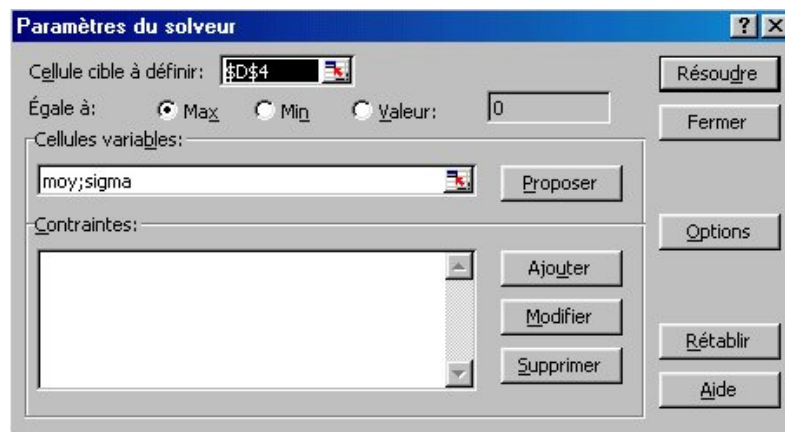 Paramètres du solveur
Cellule cible à définir: $D$4
Résoudre
Égale à: Max Min Valeur: 0
Fermer
Cellules variables:
moy;sigma
Proposer
Contraintes:
Options
Ajouter
Modifier
Rétablir
Supprimer
Aide